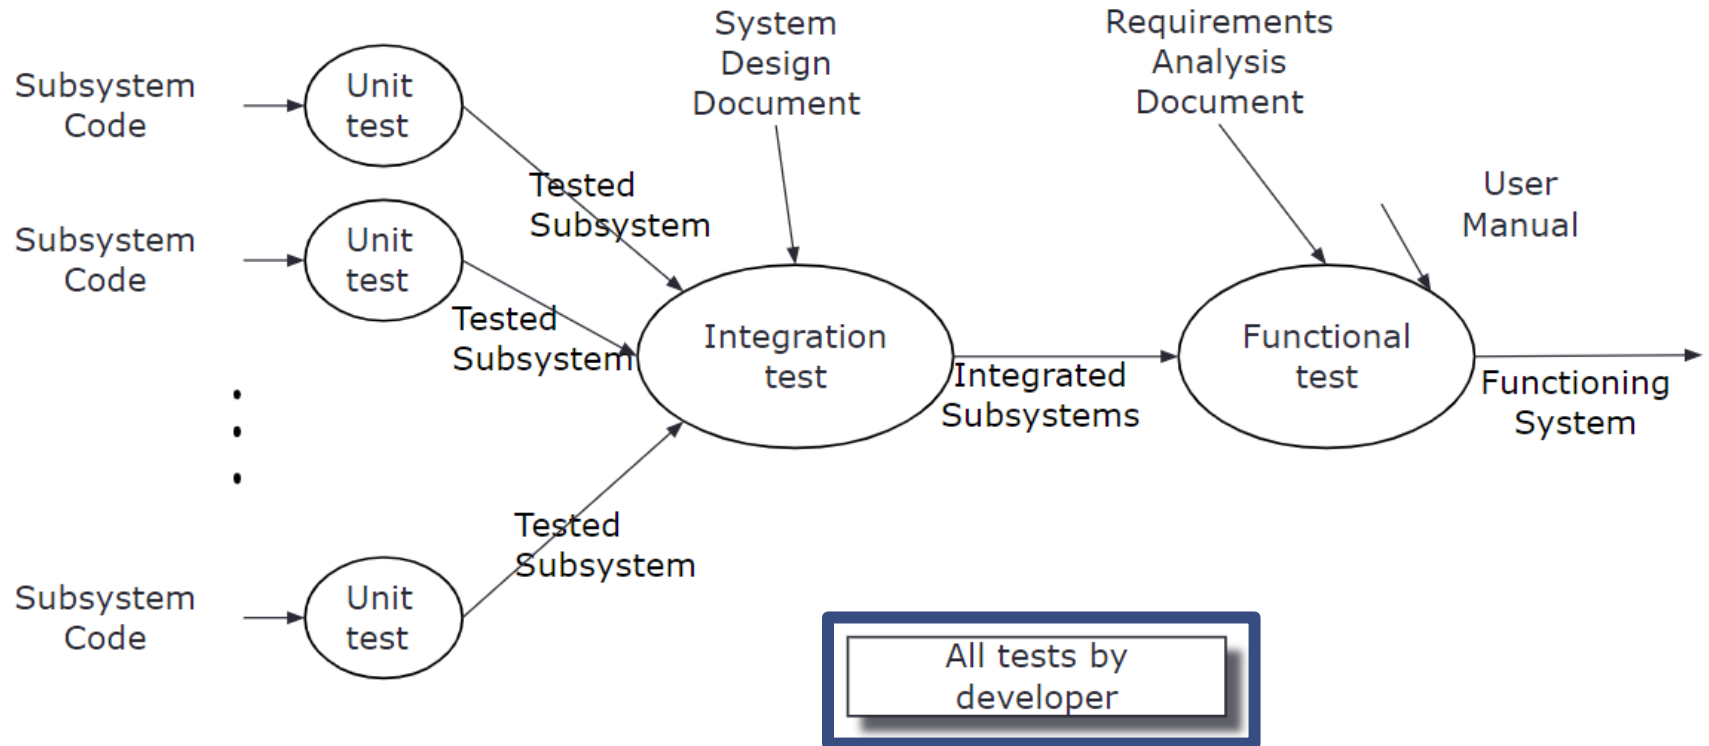 System
Design
Document
Requirements
Analysis
Document
Subsystem
Code
Unit
test
Tested
Subsystem
User
Manual
Subsystem
Code
Unit
test
Tested
Subsystem
Integration
test
Integrated
Subsystems
Functional
test
Functioning
System
Tested
Subsystem
Subsystem
Code
Unit
test
All tests by
developer